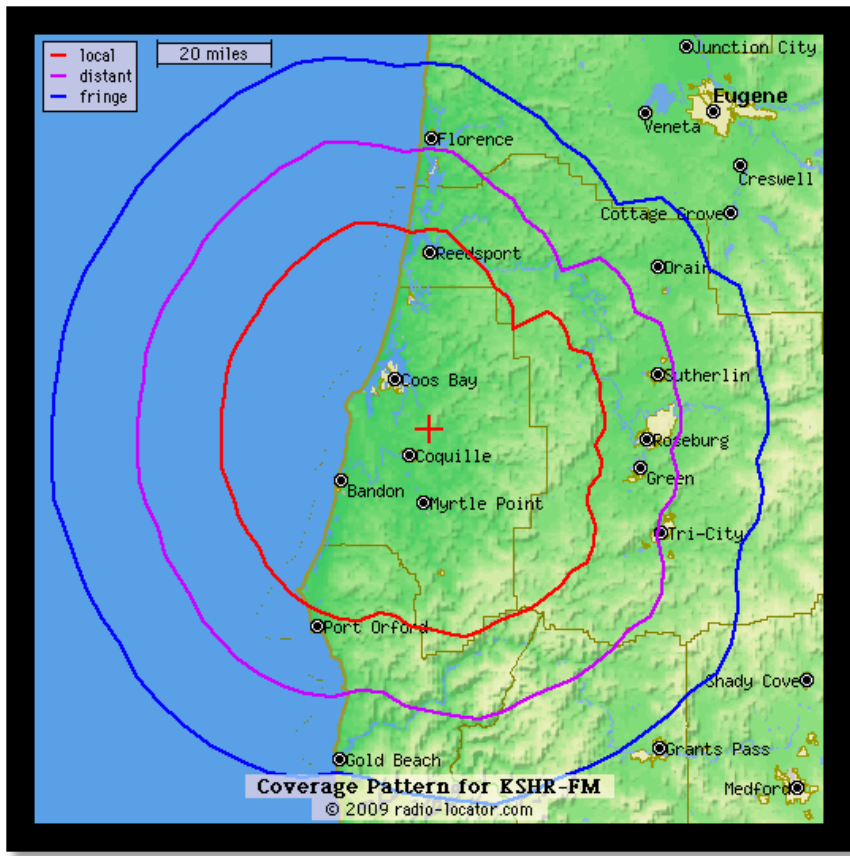 local
distant
fringe
20 miles
Junction City
Eugene
Veneta
Florence
Creswell
Cottage Grove
Reedsport
Drain
Coos Bay
Sutherlin
Roseburg
Coquille
Green
Bandon
Myrtle Point
Tri-City
Port Orford
Shady Cove
Grants Pass
Gold Beach
Medford
Coverage Pattern for KSHR-FM
© 2009 radio-locator.com